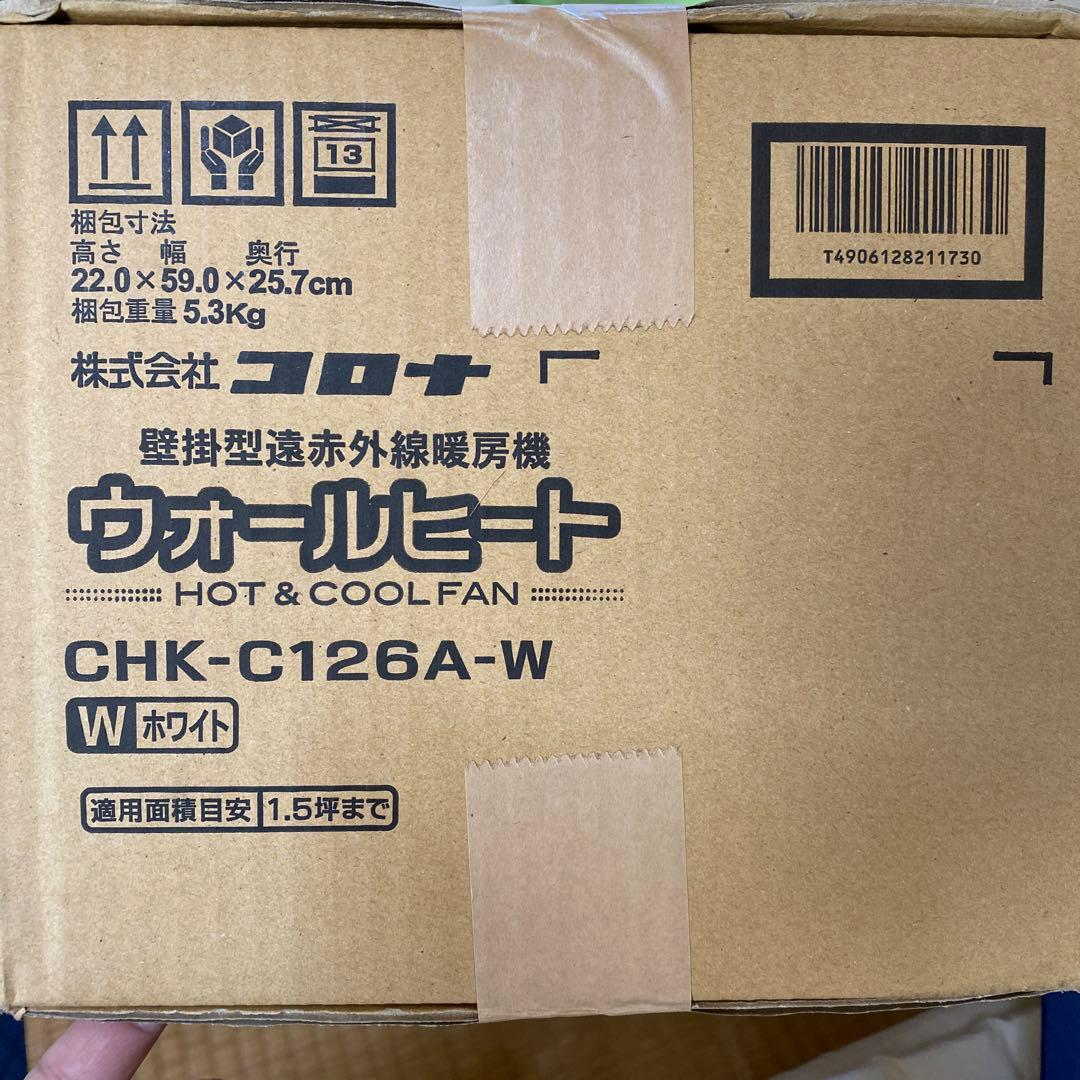 13
梱包寸法
高さ 幅 奥行
22.0×59.0×25.7cm
梱包重量 5.3Kg
T4906128211730
株式会社 コロナ
壁掛型遠赤外線暖房機
ウォールヒート
HOT & COOL FAN
CHK-C126A-W
W ホワイト
適用面積目安 1.5坪まで